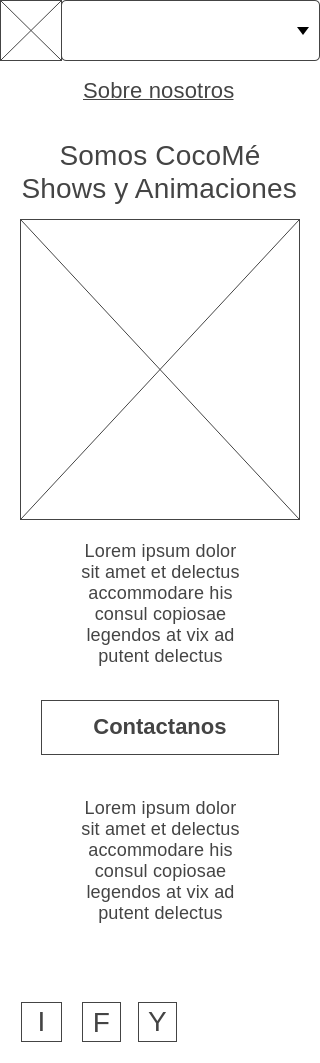 Sobre nosotros
Somos CocoMé
Shows y Animaciones
Lorem ipsum dolor
sit amet et delectus
accommodare his
consul copiosae
legendos at vix ad
putent delectus
Contactanos
Lorem ipsum dolor
sit amet et delectus
accommodare his
consul copiosae
legendos at vix ad
putent delectus
I F Y